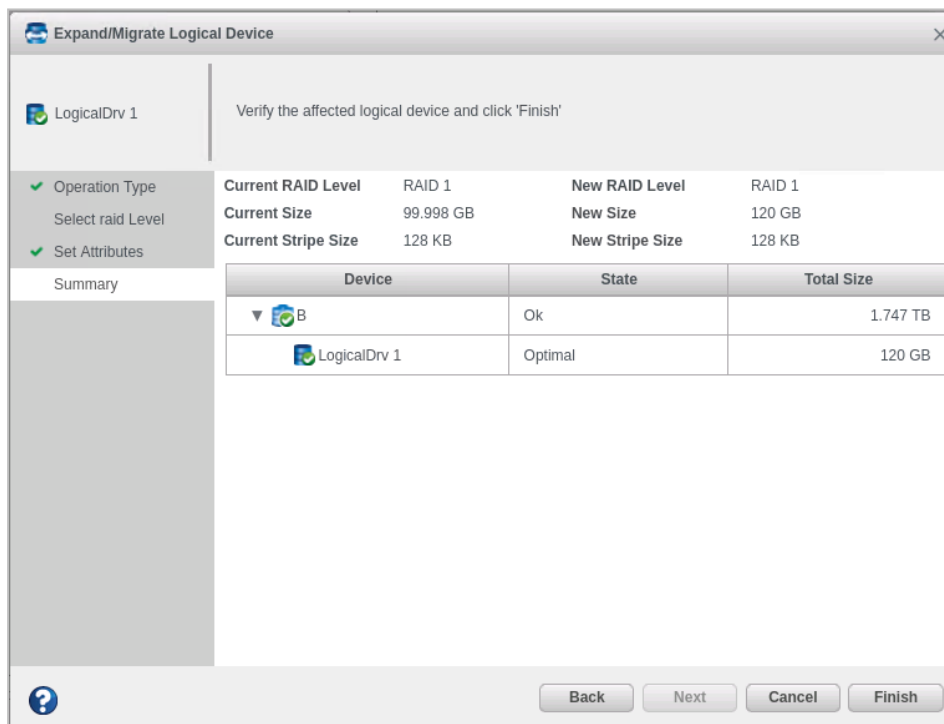 Expand/Migrate Logical Device
LogicalDrv 1
Verify the affected logical device and click 'Finish'
Operation Type
Select raid Level
Set Attributes
Summary
Current RAID Level RAID 1 New RAID Level RAID 1
Current Size 99.998 GB New Size 120 GB
Current Stripe Size 128 KB New Stripe Size 128 KB
Device State Total Size
B Ok 1.747 TB
LogicalDrv 1 Optimal 120 GB
? Back Next Cancel Finish